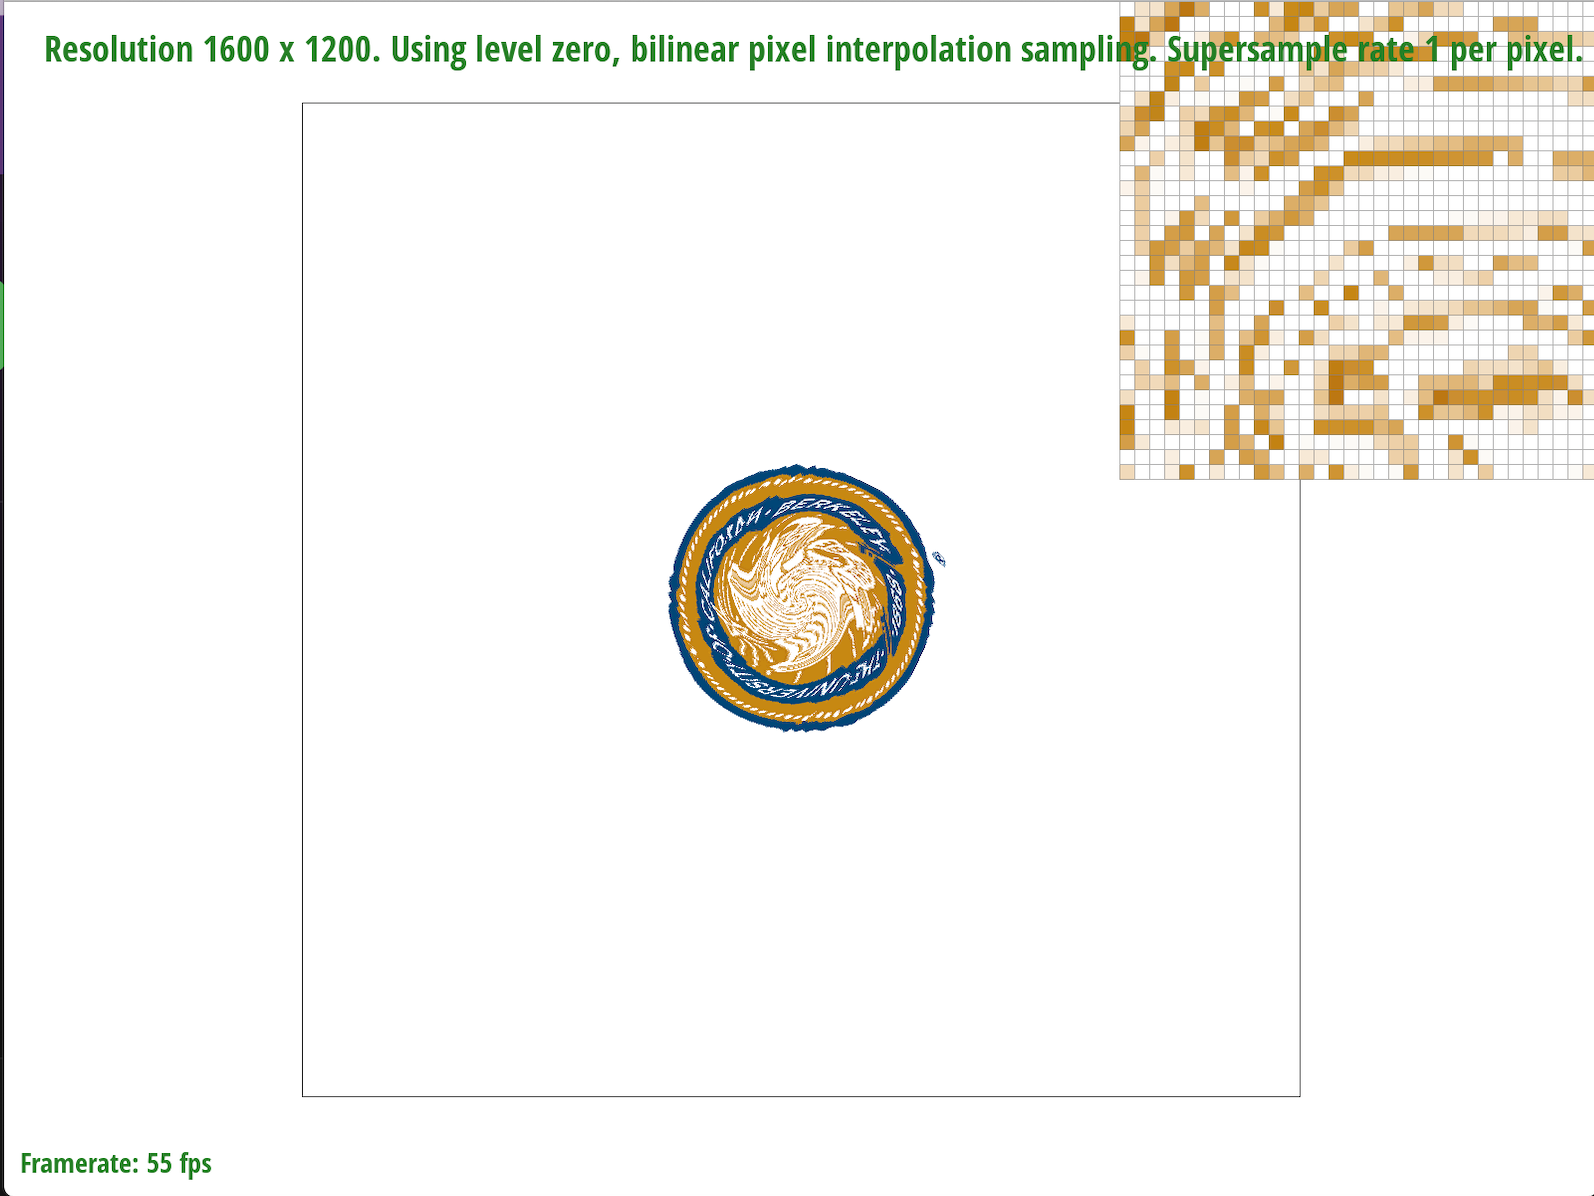 Resolution 1600 x 1200. Using level zero, bilinear pixel interpolation sampling. Supersample rate 1 per pixel.
BERKELEY
THE UNIVERSITY OF
®
Framerate: 55 fps